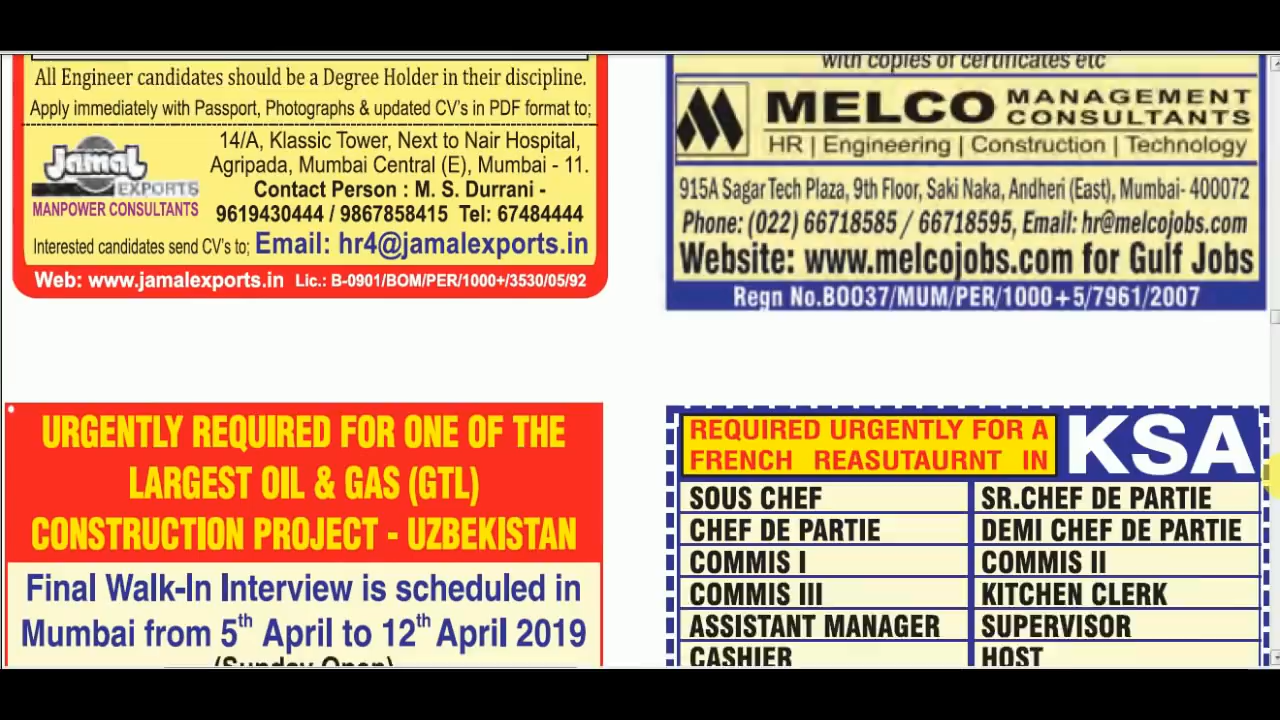 All Engineer candidates should be a Degree Holder in their discipline.
Apply immediately with Passport, Photographs & updated CV's in PDF format to;
Jamal
EXPORTS
MANPOWER CONSULTANTS
14/A, Klassic Tower, Next to Nair Hospital,
Agripada, Mumbai Central (E), Mumbai - 11.
Contact Person : M. S. Durrani -
9619430444 / 9867858415 Tel: 67484444
Interested candidates send CV's to; Email: hr4@jamalexports.in
Web: www.jamalexports.in Lic.: B-0901/BOM/PER/1000+/3530/05/92
with copies of certificates etc
MELCO MANAGEMENT
CONSULTANTS
HR | Engineering | Construction | Technology
915A Sagar Tech Plaza, 9th Floor, Saki Naka, Andheri (East), Mumbai- 400072
Phone: (022) 66718585 / 66718595, Email: hr@melcojobs.com
Website: www.melcojobs.com for Gulf Jobs
Regn No.B0037/MUM/PER/1000+5/7961/2007
URGENTLY REQUIRED FOR ONE OF THE
LARGEST OIL & GAS (GTL)
CONSTRUCTION PROJECT - UZBEKISTAN
Final Walk-In Interview is scheduled in
Mumbai from 5th April to 12th April 2019
(Sunday Open)
REQUIRED URGENTLY FOR A
FRENCH REASUTAURNT IN
KSA
SOUS CHEF
SR.CHEF DE PARTIE
CHEF DE PARTIE
DEMI CHEF DE PARTIE
COMMIS I
COMMIS II
COMMIS III
KITCHEN CLERK
ASSISTANT MANAGER
SUPERVISOR
CASHIER
HOST